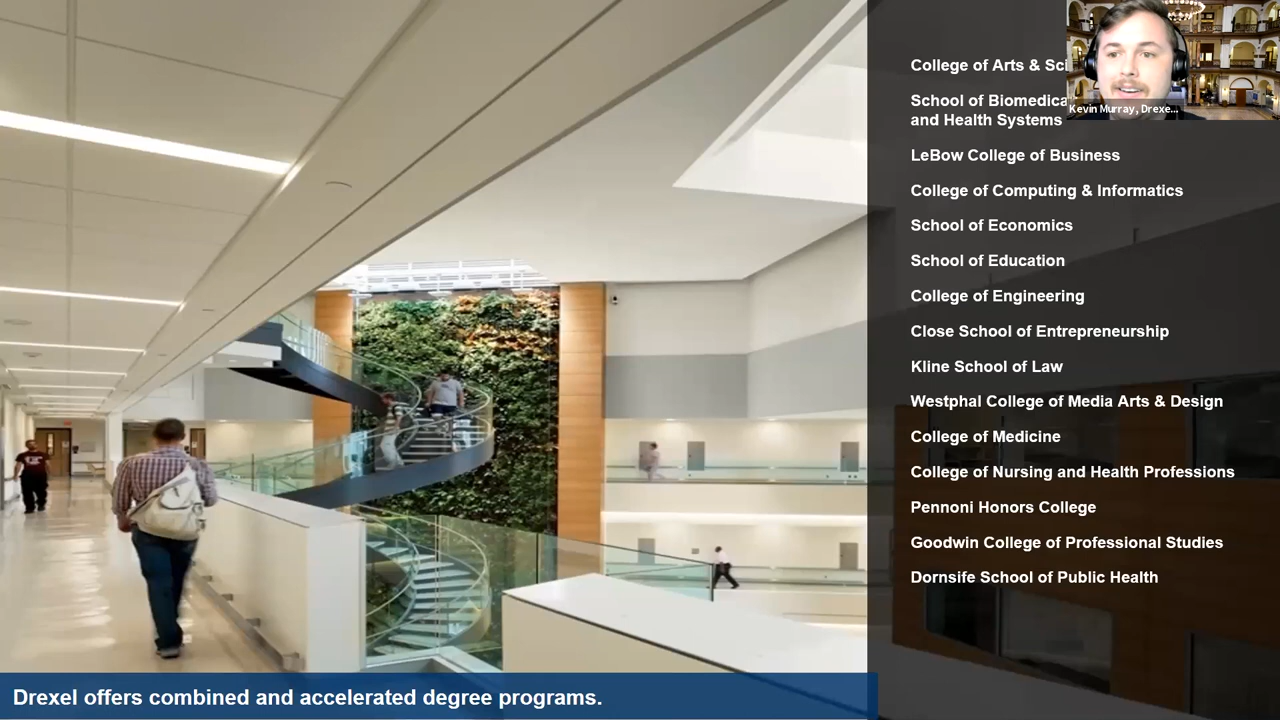 College of Arts &
School of
and Health Systems
LeBow College of Business
College of Computing & Informatics
School of Economics
School of Education
College of Engineering
Close School of Entrepreneurship
Kline School of Law
Westphal College of Media Arts & Design
College of Medicine
College of Nursing and Health Professions
Pennoni Honors College
Goodwin College of Professional Studies
Dornsife School of Public Health
Kevin Murray, Drexe...
Drexel offers combined and accelerated degree programs.